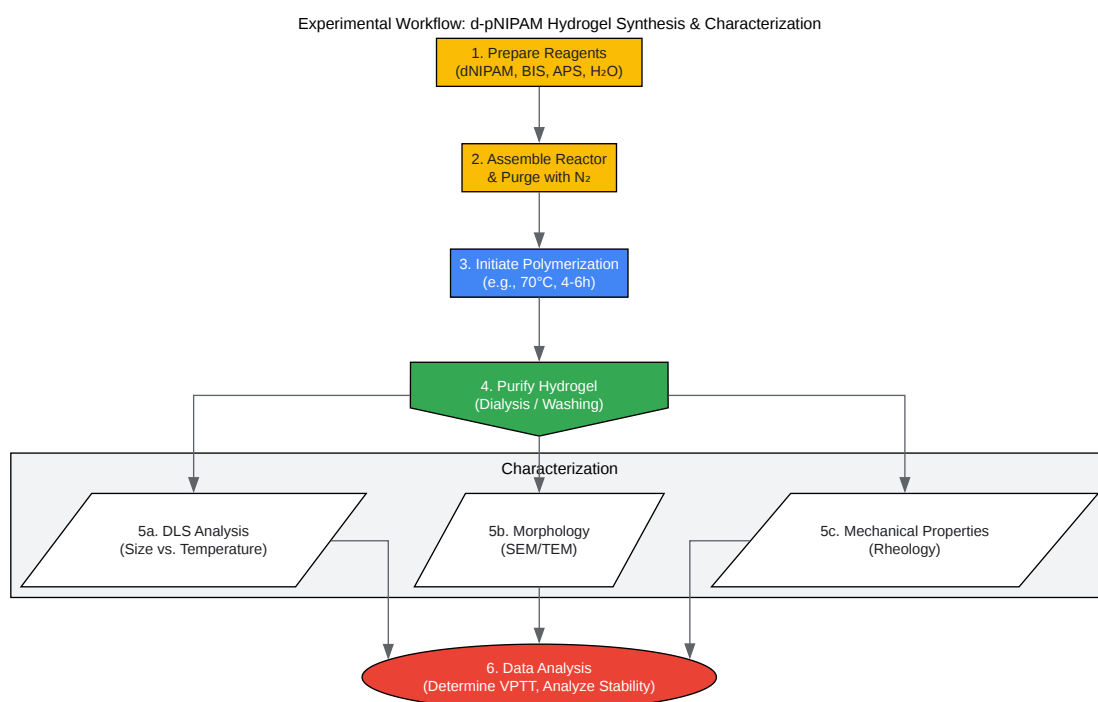 Experimental Workflow: d-pNIPAM Hydrogel Synthesis & Characterization
1. Prepare Reagents
(dNIPAM, BIS, APS, H₂O)
2. Assemble Reactor
& Purge with N₂
3. Initiate Polymerization
(e.g., 70°C, 4-6h)
4. Purify Hydrogel
(Dialysis / Washing)
Characterization
5a. DLS Analysis
(Size vs. Temperature)
5b. Morphology
(SEM/TEM)
5c. Mechanical Properties
(Rheology)
6. Data Analysis
(Determine VPTT, Analyze Stability)